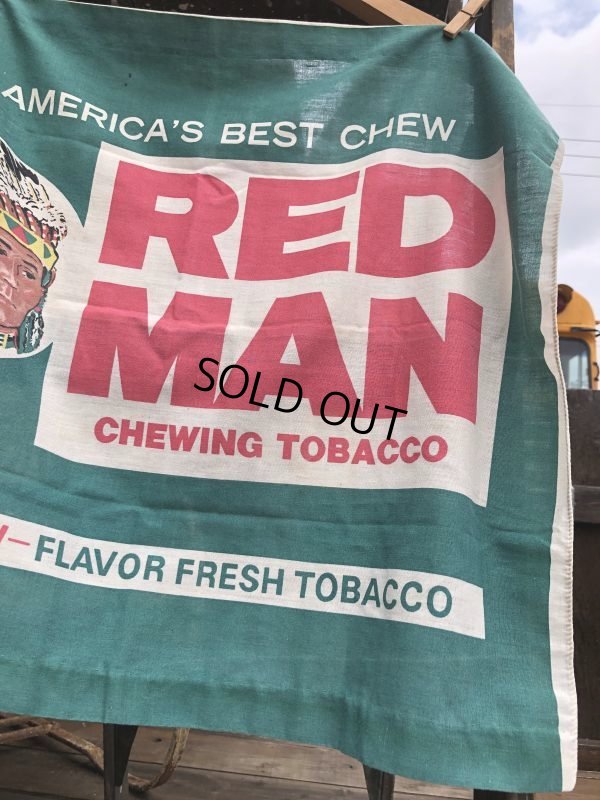 AMERICA'S BEST CHEW
RED
MAN
SOLD OUT
CHEWING TOBACCO
—FLAVOR FRESH TOBACCO